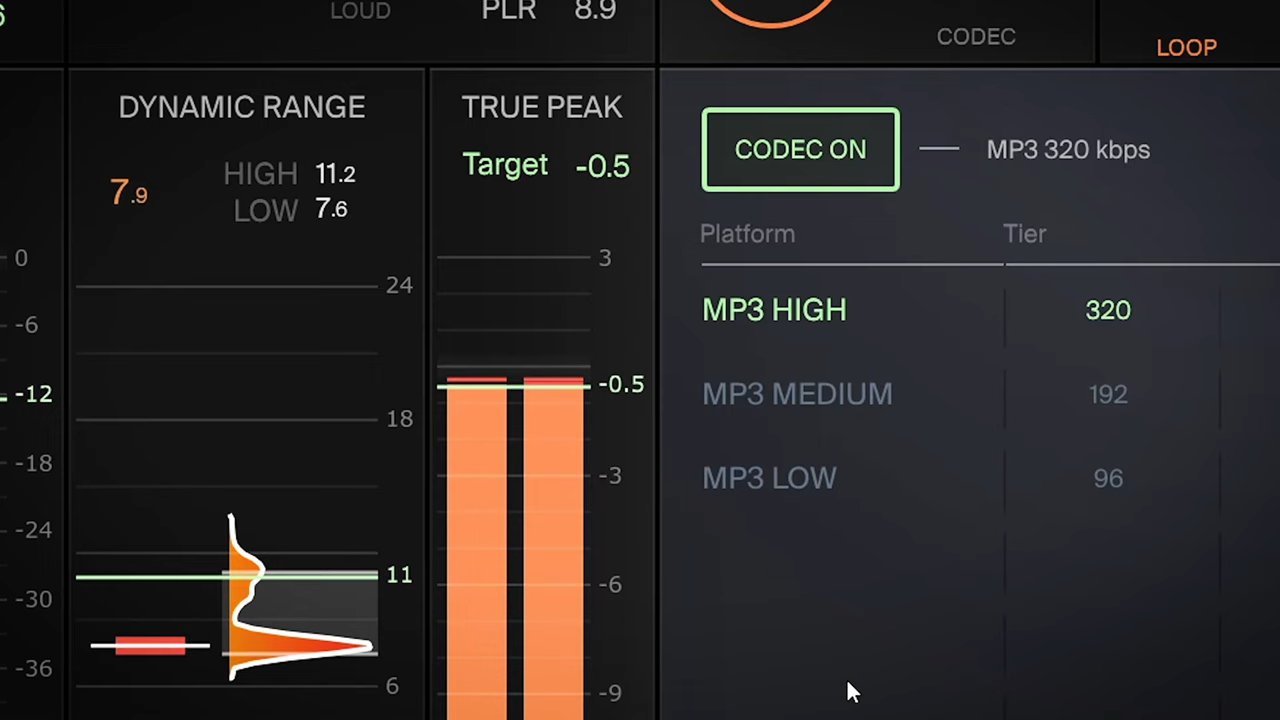 6
LOUD
PLR 8.9
CODEC
LOOP
DYNAMIC RANGE
7.9
HIGH 11.2
LOW 7.6
0
-6
-12
-18
-24
-30
-36
24
18
11
6
TRUE PEAK
Target -0.5
3
-0.5
-3
-6
-9
CODEC ON
MP3 320 kbps
Platform Tier
MP3 HIGH 320
MP3 MEDIUM 192
MP3 LOW 96